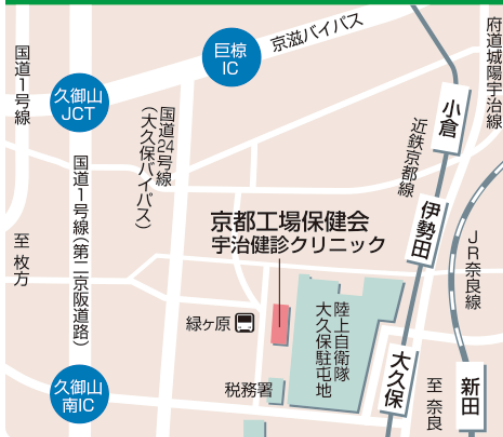 国道1号線
京滋バイパス
府道城陽宇治線
巨椋
IC
久御山
JCT
国道24号線
(大久保バイパス)
小倉
近鉄京都線
国道1号線(第二京阪道路)
伊勢田
京都工場保健会
宇治健診クリニック
JR奈良線
至 枚方
緑ヶ原
陸上自衛隊
大久保駐屯地
大久保
至 奈良
新田
税務署
久御山
南IC